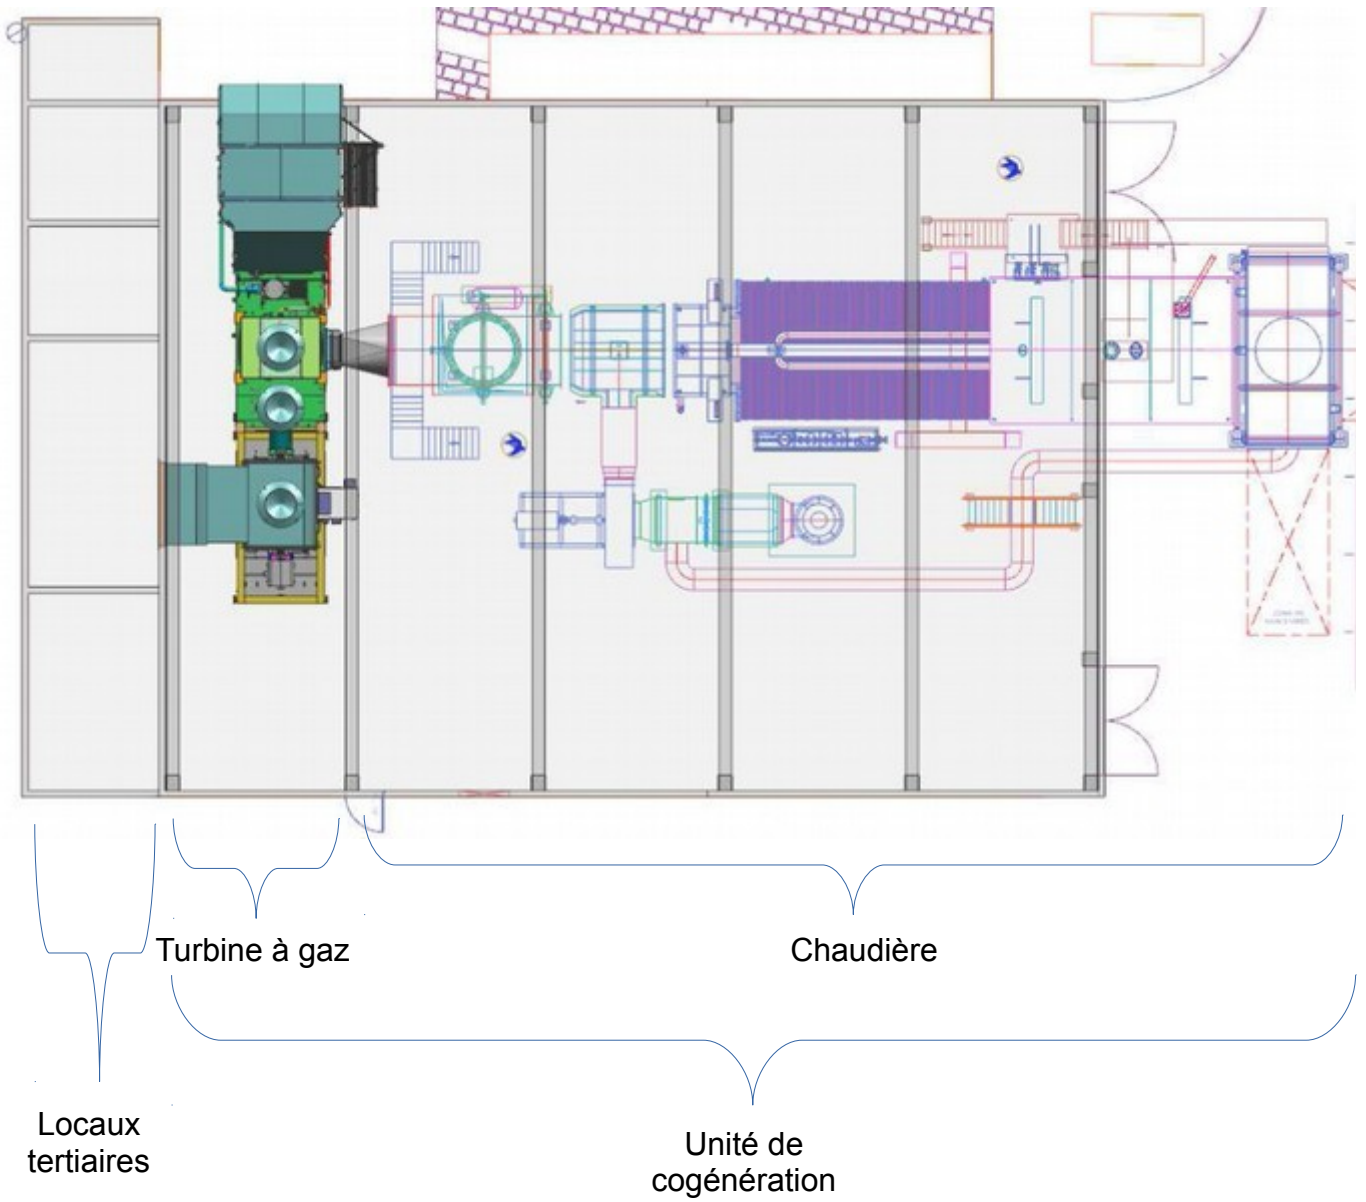 Turbine à gaz
Chaudière
Locaux
tertiaires
Unité de
cogénération